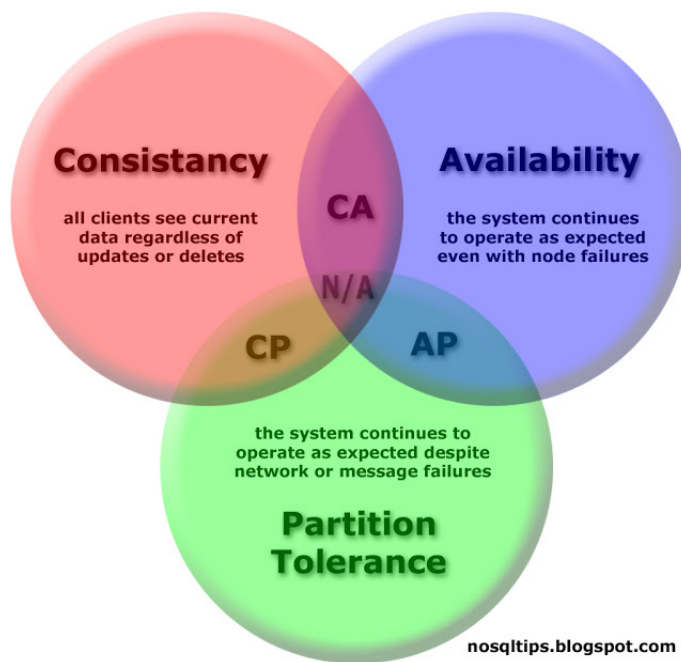 Consistancy
all clients see current
data regardless of
updates or deletes
Availability
the system continues
to operate as expected
even with node failures
CA
N/A
CP
AP
the system continues to
operate as expected despite
network or message failures
Partition
Tolerance
nosqltips.blogspot.com